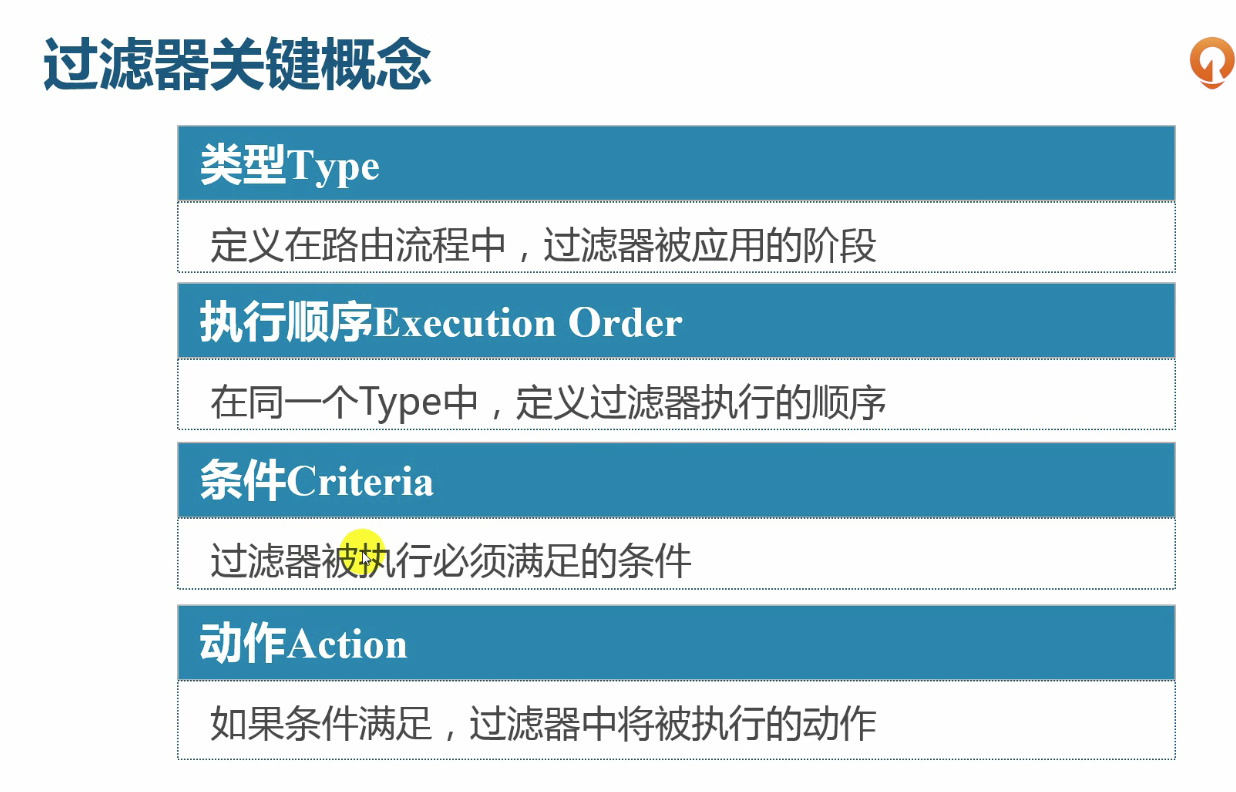 过滤器关键概念
类型Type
定义在路由流程中，过滤器被应用的阶段
执行顺序Execution Order
在同一个Type中，定义过滤器执行的顺序
条件Criteria
过滤器被执行必须满足的条件
动作Action
如果条件满足，过滤器中将被执行的动作